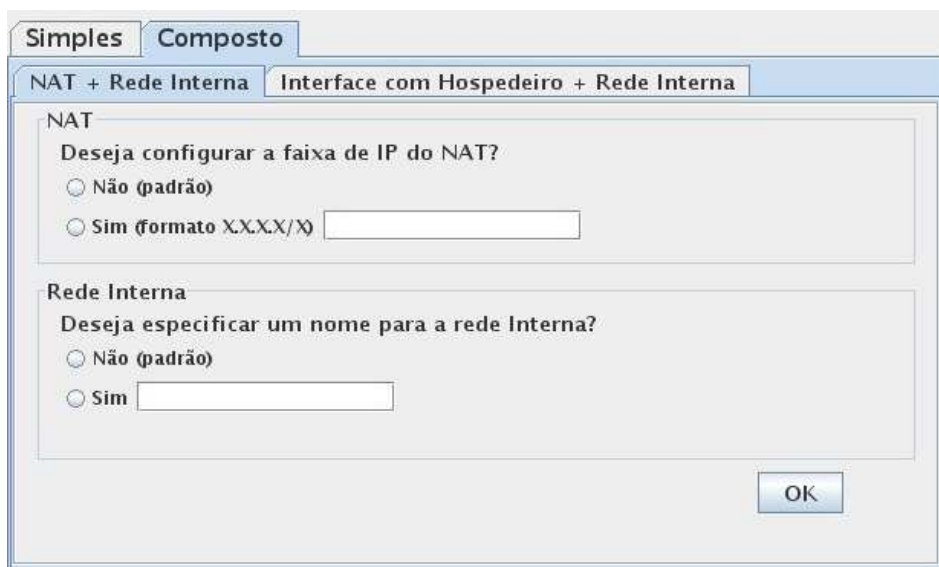 Simples Composto
NAT + Rede Interna Interface com Hospedeiro + Rede Interna
NAT
Deseja configurar a faixa de IP do NAT?
Não (padrão)
Sim (formato X.X.X.X/X)
Rede Interna
Deseja especificar um nome para a rede Interna?
Não (padrão)
Sim
OK